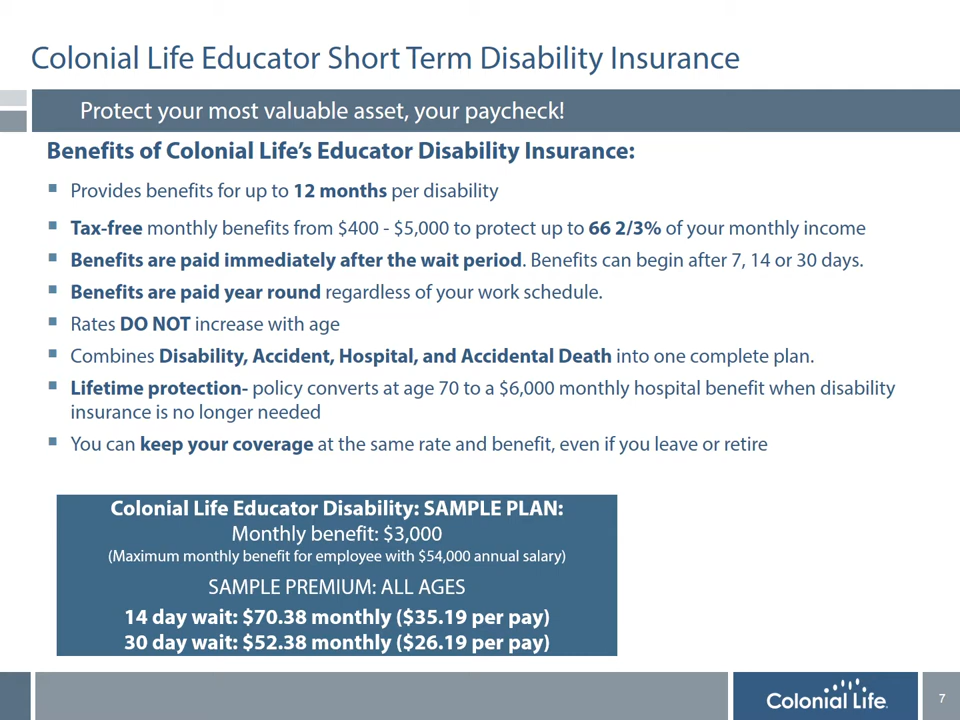 Colonial Life Educator Short Term Disability Insurance
Protect your most valuable asset, your paycheck!
Benefits of Colonial Life's Educator Disability Insurance:
▪ Provides benefits for up to 12 months per disability
▪ Tax-free monthly benefits from $400 - $5,000 to protect up to 66 2/3% of your monthly income
▪ Benefits are paid immediately after the wait period. Benefits can begin after 7, 14 or 30 days.
▪ Benefits are paid year round regardless of your work schedule.
▪ Rates DO NOT increase with age
▪ Combines Disability, Accident, Hospital, and Accidental Death into one complete plan.
▪ Lifetime protection- policy converts at age 70 to a $6,000 monthly hospital benefit when disability
insurance is no longer needed
▪ You can keep your coverage at the same rate and benefit, even if you leave or retire
Colonial Life Educator Disability: SAMPLE PLAN:
Monthly benefit: $3,000
(Maximum monthly benefit for employee with $54,000 annual salary)
SAMPLE PREMIUM: ALL AGES
14 day wait: $70.38 monthly ($35.19 per pay)
30 day wait: $52.38 monthly ($26.19 per pay)
Colonial Life.
7